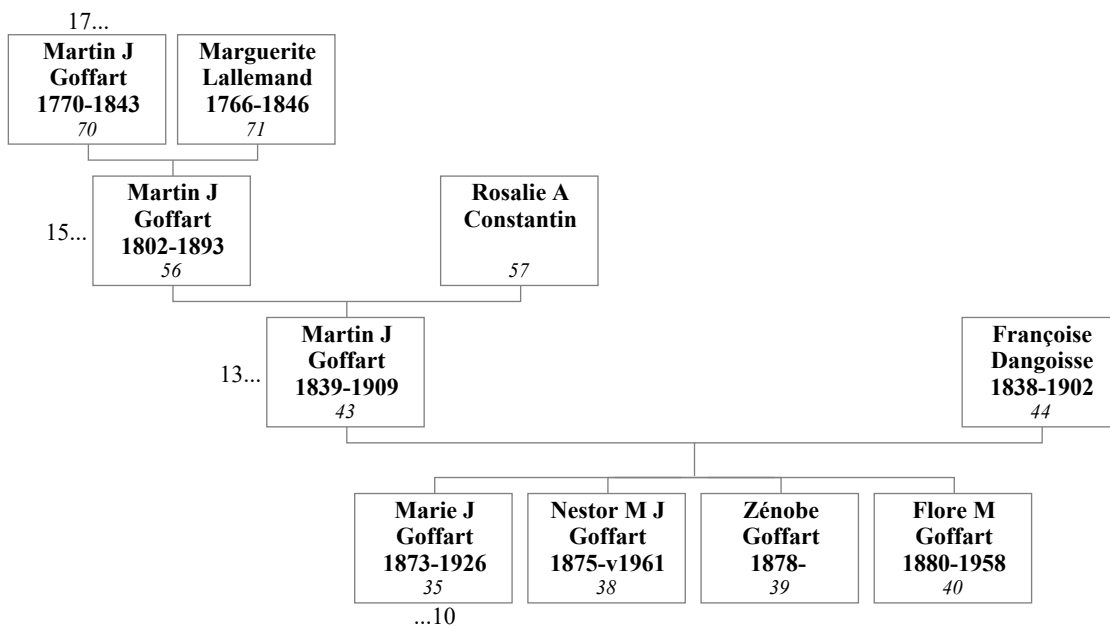 17...
Martin J
Goffart
1770-1843
70
Marguerite
Lallemand
1766-1846
71
15...
Martin J
Goffart
1802-1893
56
Rosalie A
Constantin
57
13...
Martin J
Goffart
1839-1909
43
Françoise
Dangoisse
1838-1902
44
Marie J
Goffart
1873-1926
35
Nestor M J
Goffart
1875-v1961
38
Zénobe
Goffart
1878-
39
Flore M
Goffart
1880-1958
40
...10